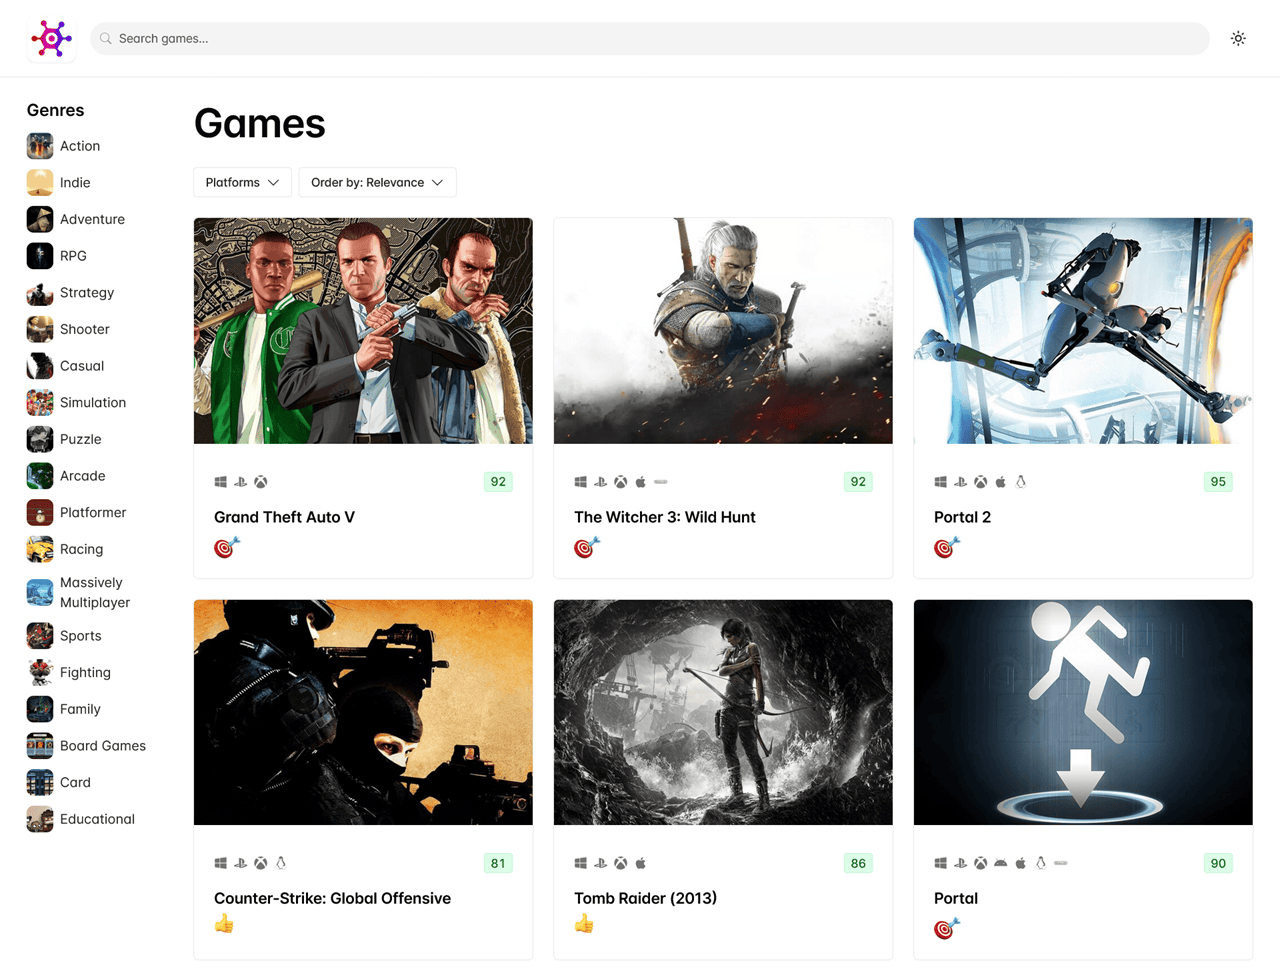 Search games...
Genres
Action
Indie
Adventure
RPG
Strategy
Shooter
Casual
Simulation
Puzzle
Arcade
Platformer
Racing
Massively
Multiplayer
Sports
Fighting
Family
Board Games
Card
Educational
Games
Platforms
Order by: Relevance
92
Grand Theft Auto V
92
The Witcher 3: Wild Hunt
95
Portal 2
81
Counter-Strike: Global Offensive
86
Tomb Raider (2013)
90
Portal